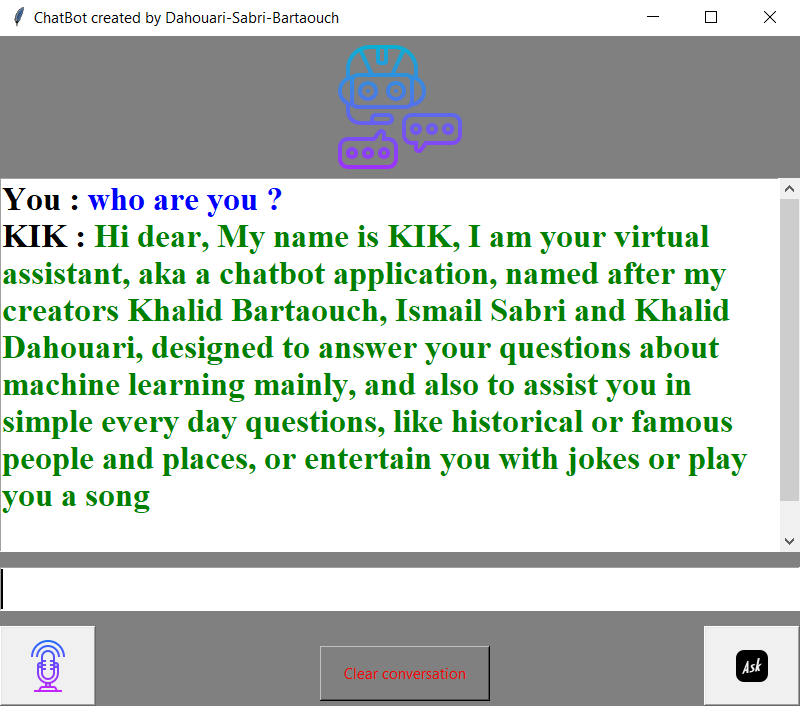 ChatBot created by Dahouari-Sabri-Bartaouch
You : who are you ?
KIK : Hi dear, My name is KIK, I am your virtual
assistant, aka a chatbot application, named after my
creators Khalid Bartaouch, Ismail Sabri and Khalid
Dahouari, designed to answer your questions about
machine learning mainly, and also to assist you in
simple every day questions, like historical or famous
people and places, or entertain you with jokes or play
you a song
Clear conversation
Ask